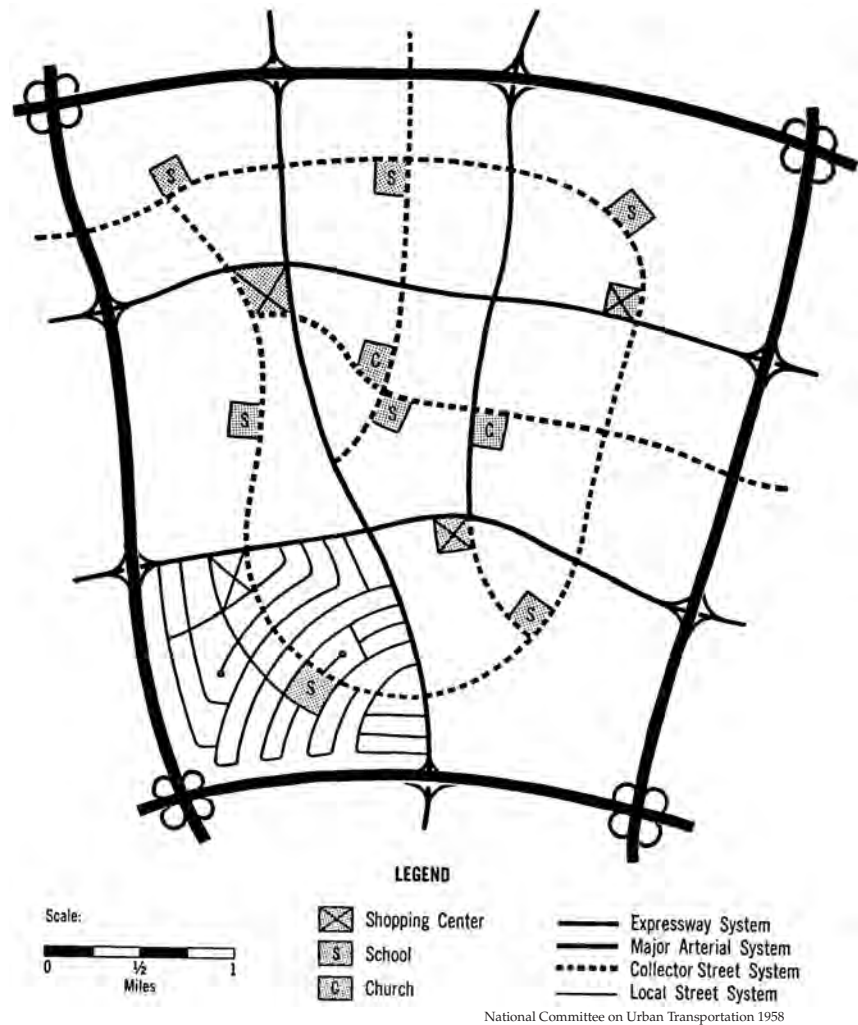 S
S
S
C
S
S
C
S
S
LEGEND
Scale:
0 ½ 1
Miles
Shopping Center
S School
C Church
Expressway System
Major Arterial System
Collector Street System
Local Street System
National Committee on Urban Transportation 1958